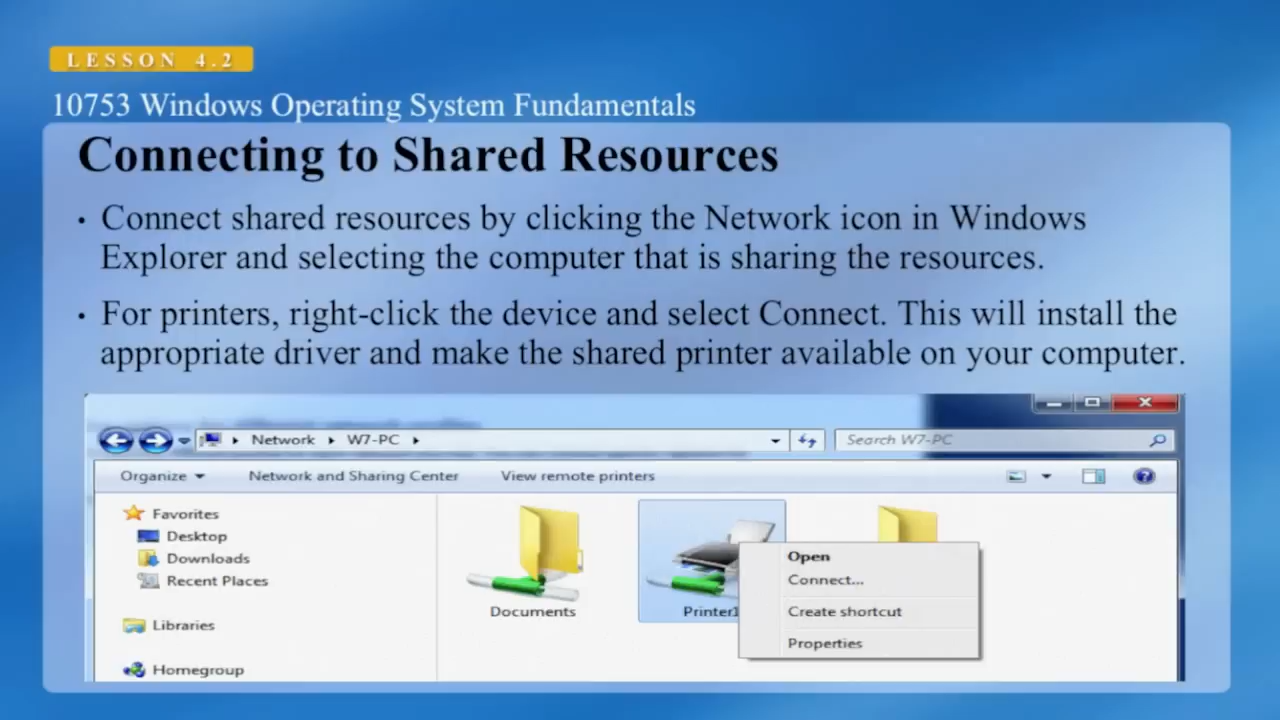 LESSON 4.2
10753 Windows Operating System Fundamentals
Connecting to Shared Resources
• Connect shared resources by clicking the Network icon in Windows
Explorer and selecting the computer that is sharing the resources.
• For printers, right-click the device and select Connect. This will install the
appropriate driver and make the shared printer available on your computer.
Network W7-PC
Search W7-PC
Organize Network and Sharing Center View remote printers
Favorites
Desktop
Downloads
Recent Places
Libraries
Homegroup
Documents
Printer1
Open
Connect...
Create shortcut
Properties